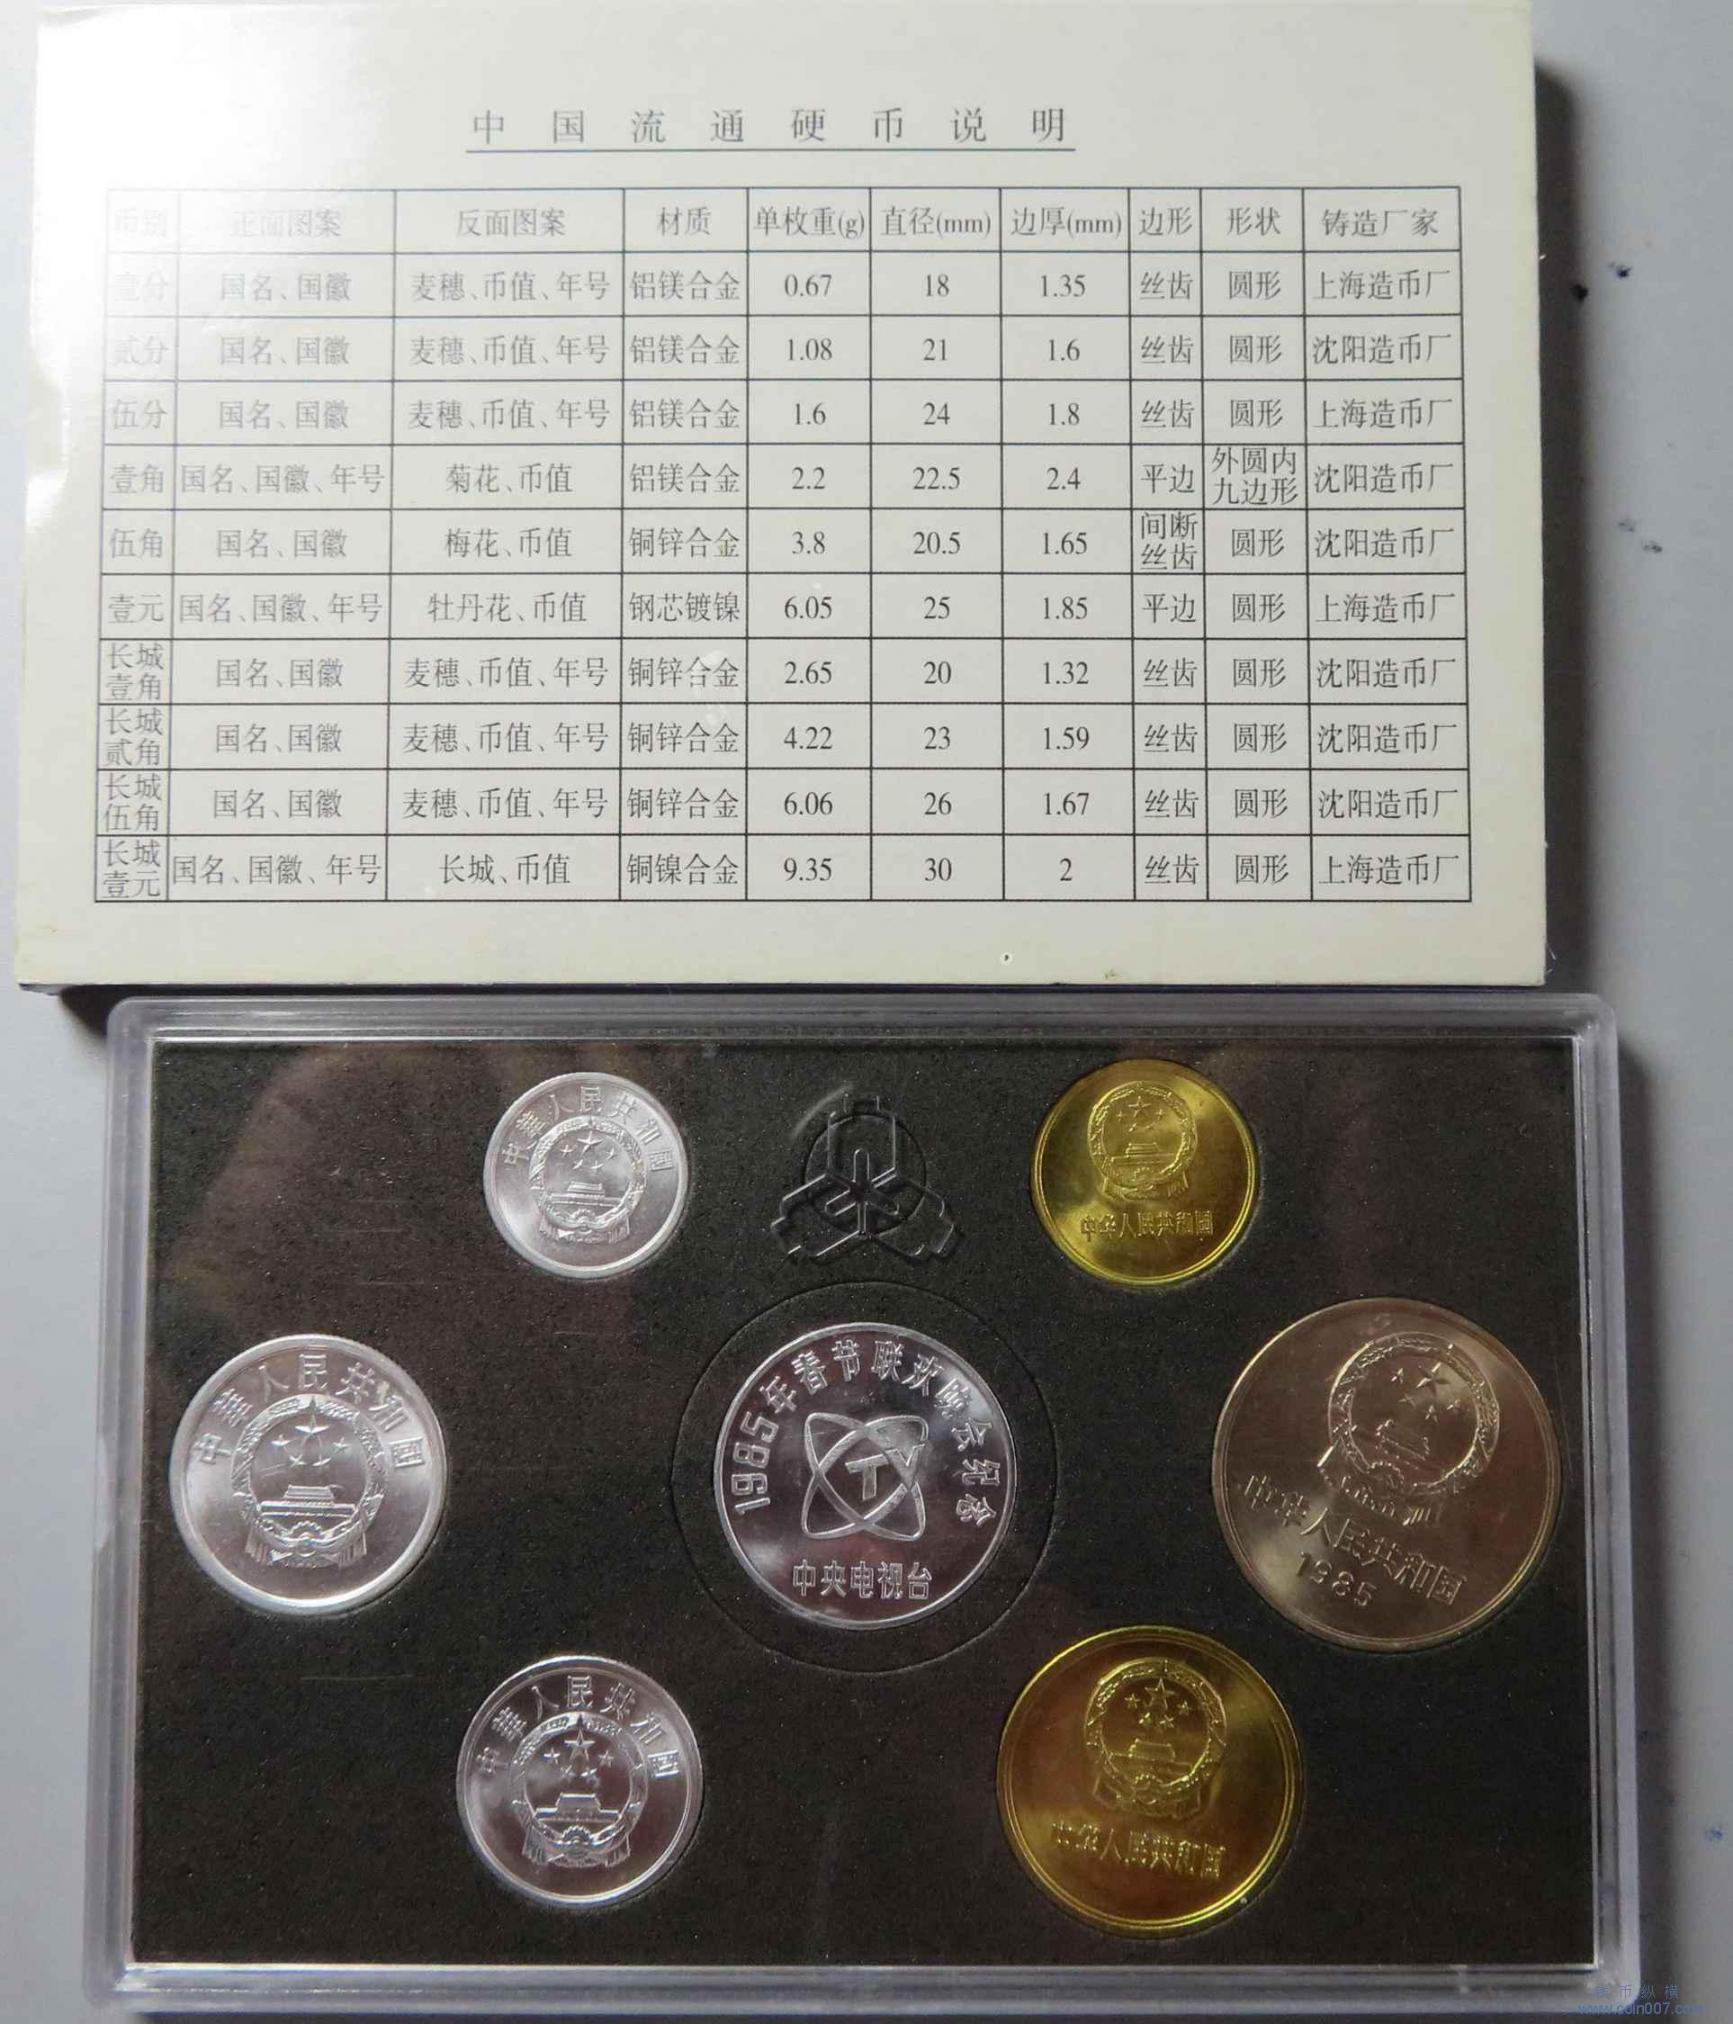 中国流通硬币说明
币别 正面图案 反面图案 材质 单枚重(g) 直径(mm) 边厚(mm) 边形 形状 铸造厂家
壹分 国名、国徽 麦穗、币值、年号 铝镁合金 0.67 18 1.35 丝齿 圆形 上海造币厂
贰分 国名、国徽 麦穗、币值、年号 铝镁合金 1.08 21 1.6 丝齿 圆形 沈阳造币厂
伍分 国名、国徽 麦穗、币值、年号 铝镁合金 1.6 24 1.8 丝齿 圆形 上海造币厂
壹角 国名、国徽、年号 菊花、币值 铝镁合金 2.2 22.5 2.4 平边 外圆内九边形 沈阳造币厂
伍角 国名、国徽 梅花、币值 铜锌合金 3.8 20.5 1.65 间断丝齿 圆形 沈阳造币厂
壹元 国名、国徽、年号 牡丹花、币值 钢芯镀镍 6.05 25 1.85 平边 圆形 上海造币厂
长城壹角 国名、国徽 麦穗、币值、年号 铜锌合金 2.65 20 1.32 丝齿 圆形 沈阳造币厂
长城贰角 国名、国徽 麦穗、币值、年号 铜锌合金 4.22 23 1.59 丝齿 圆形 沈阳造币厂
长城伍角 国名、国徽 麦穗、币值、年号 铜锌合金 6.06 26 1.67 丝齿 圆形 沈阳造币厂
长城壹元 国名、国徽、年号 长城、币值 铜镍合金 9.35 30 2 丝齿 圆形 上海造币厂
中華人民共和國
中华人民共和国
中華人民共和國
1985年春节联欢晚会纪念
中央电视台
中华人民共和国
1985
中華人民共和國
中华人民共和国
币纵横
www.coin007.com